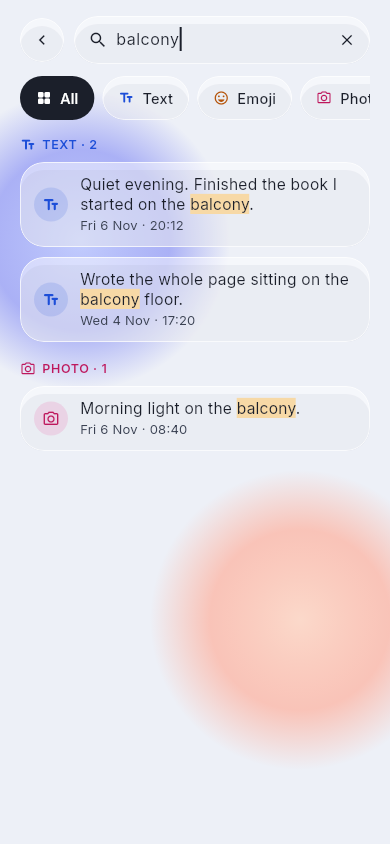 balcony
All Text Emoji Phot
TEXT · 2
Quiet evening. Finished the book I
started on the balcony.
Fri 6 Nov · 20:12
Wrote the whole page sitting on the
balcony floor.
Wed 4 Nov · 17:20
PHOTO · 1
Morning light on the balcony.
Fri 6 Nov · 08:40